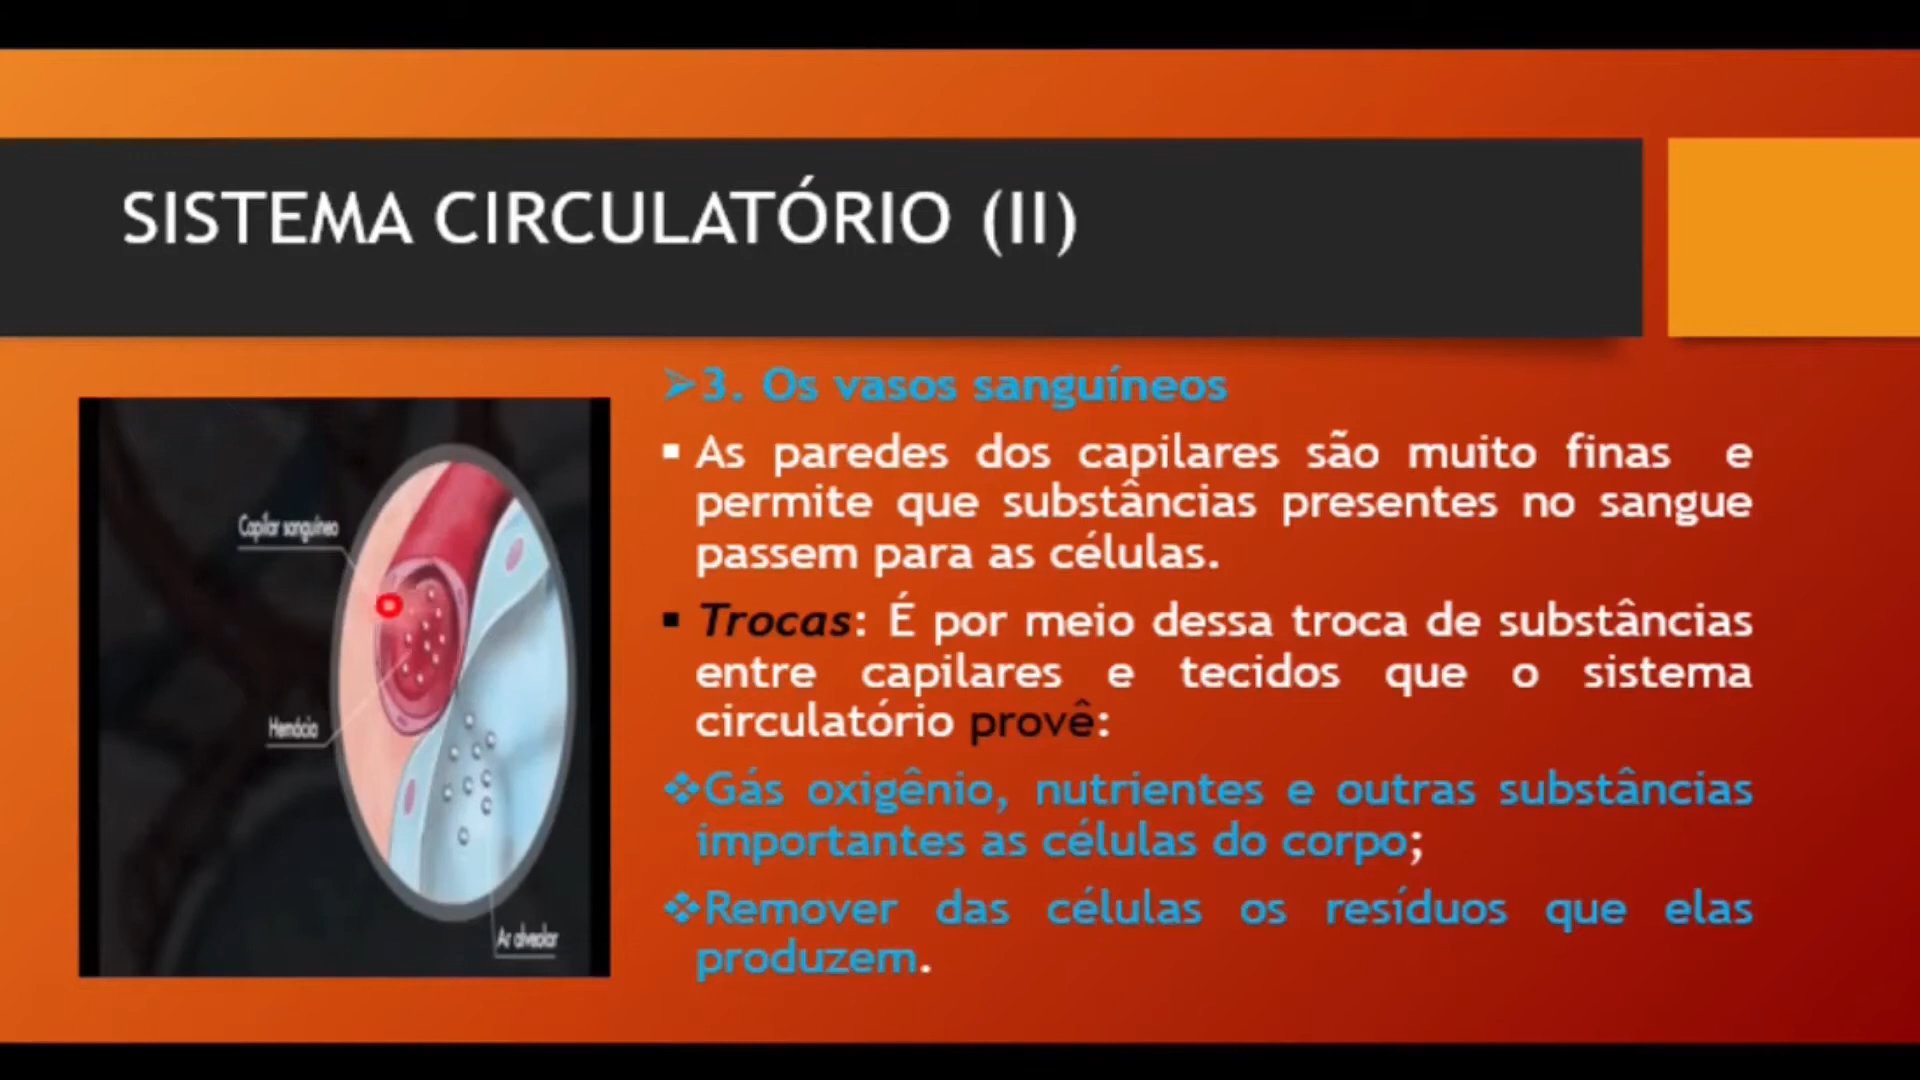 SISTEMA CIRCULATÓRIO (II)
3. Os vasos sanguíneos
As paredes dos capilares são muito finas e
permite que substâncias presentes no sangue
passem para as células.
Trocas: É por meio dessa troca de substâncias
entre capilares e tecidos que o sistema
circulatório provê:
Gás oxigênio, nutrientes e outras substâncias
importantes as células do corpo;
Remover das células os resíduos que elas
produzem.
Capilar sanguíneo
Hemácia
Ar alveolar